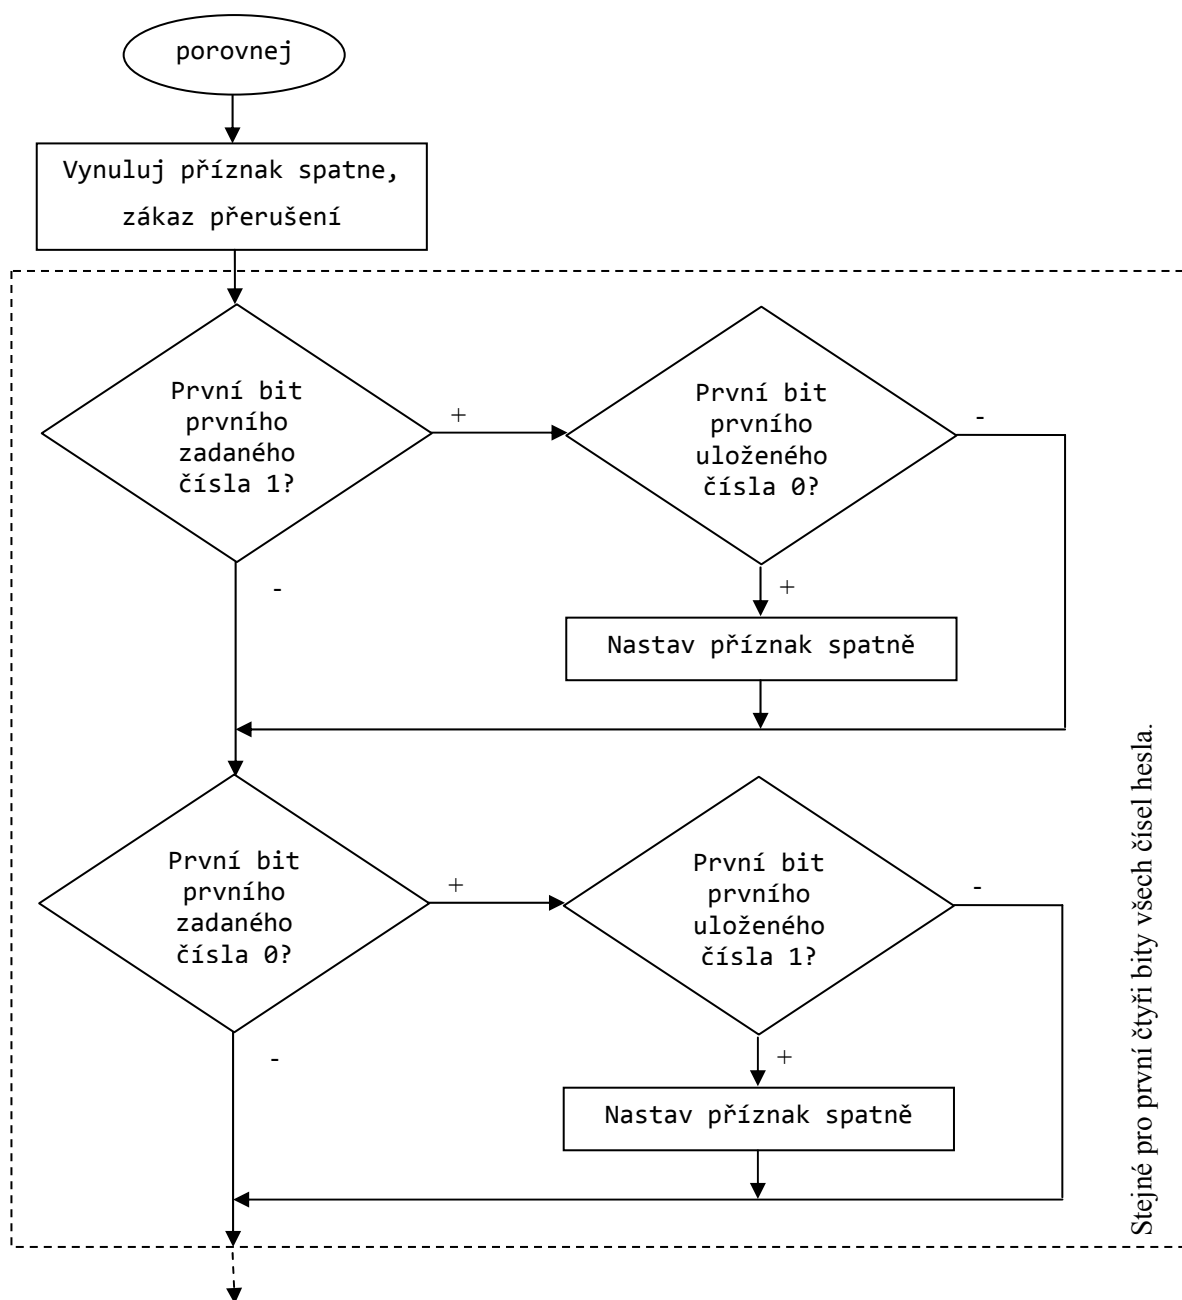 porovnej
Vynuluj příznak spatne,
zákaz přerušení
První bit
prvního
zadaného
čísla 1?
+
První bit
prvního
uloženého
čísla 0?
-
-
+
Nastav příznak spatně
První bit
prvního
zadaného
čísla 0?
+
První bit
prvního
uloženého
čísla 1?
-
-
+
Nastav příznak spatně
Stejné pro první čtyři bity všech čísel hesla.